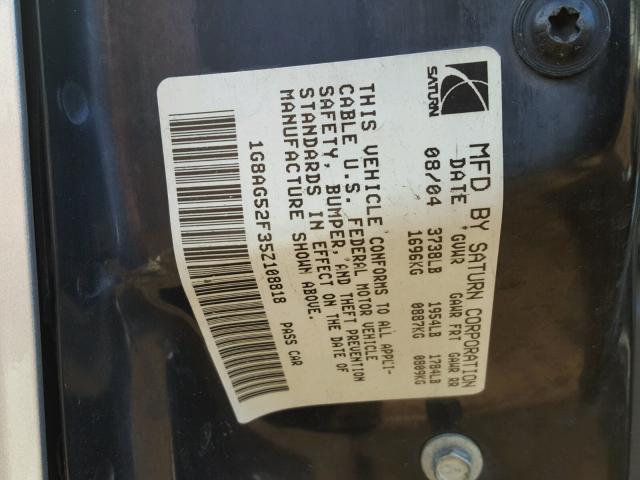 SATURN
MFD BY SATURN CORPORATION
DATE GVWR GAWR FRT GAWR RR
08/04 3738LB 1954LB 1784LB
1696KG 0887KG 0809KG
THIS VEHICLE CONFORMS TO ALL APPLI-
CABLE U.S. FEDERAL MOTOR VEHICLE
SAFETY, BUMPER, AND THEFT PREVENTION
STANDARDS IN EFFECT ON THE DATE OF
MANUFACTURE SHOWN ABOVE.
1G8AG52F35Z108818 PASS CAR